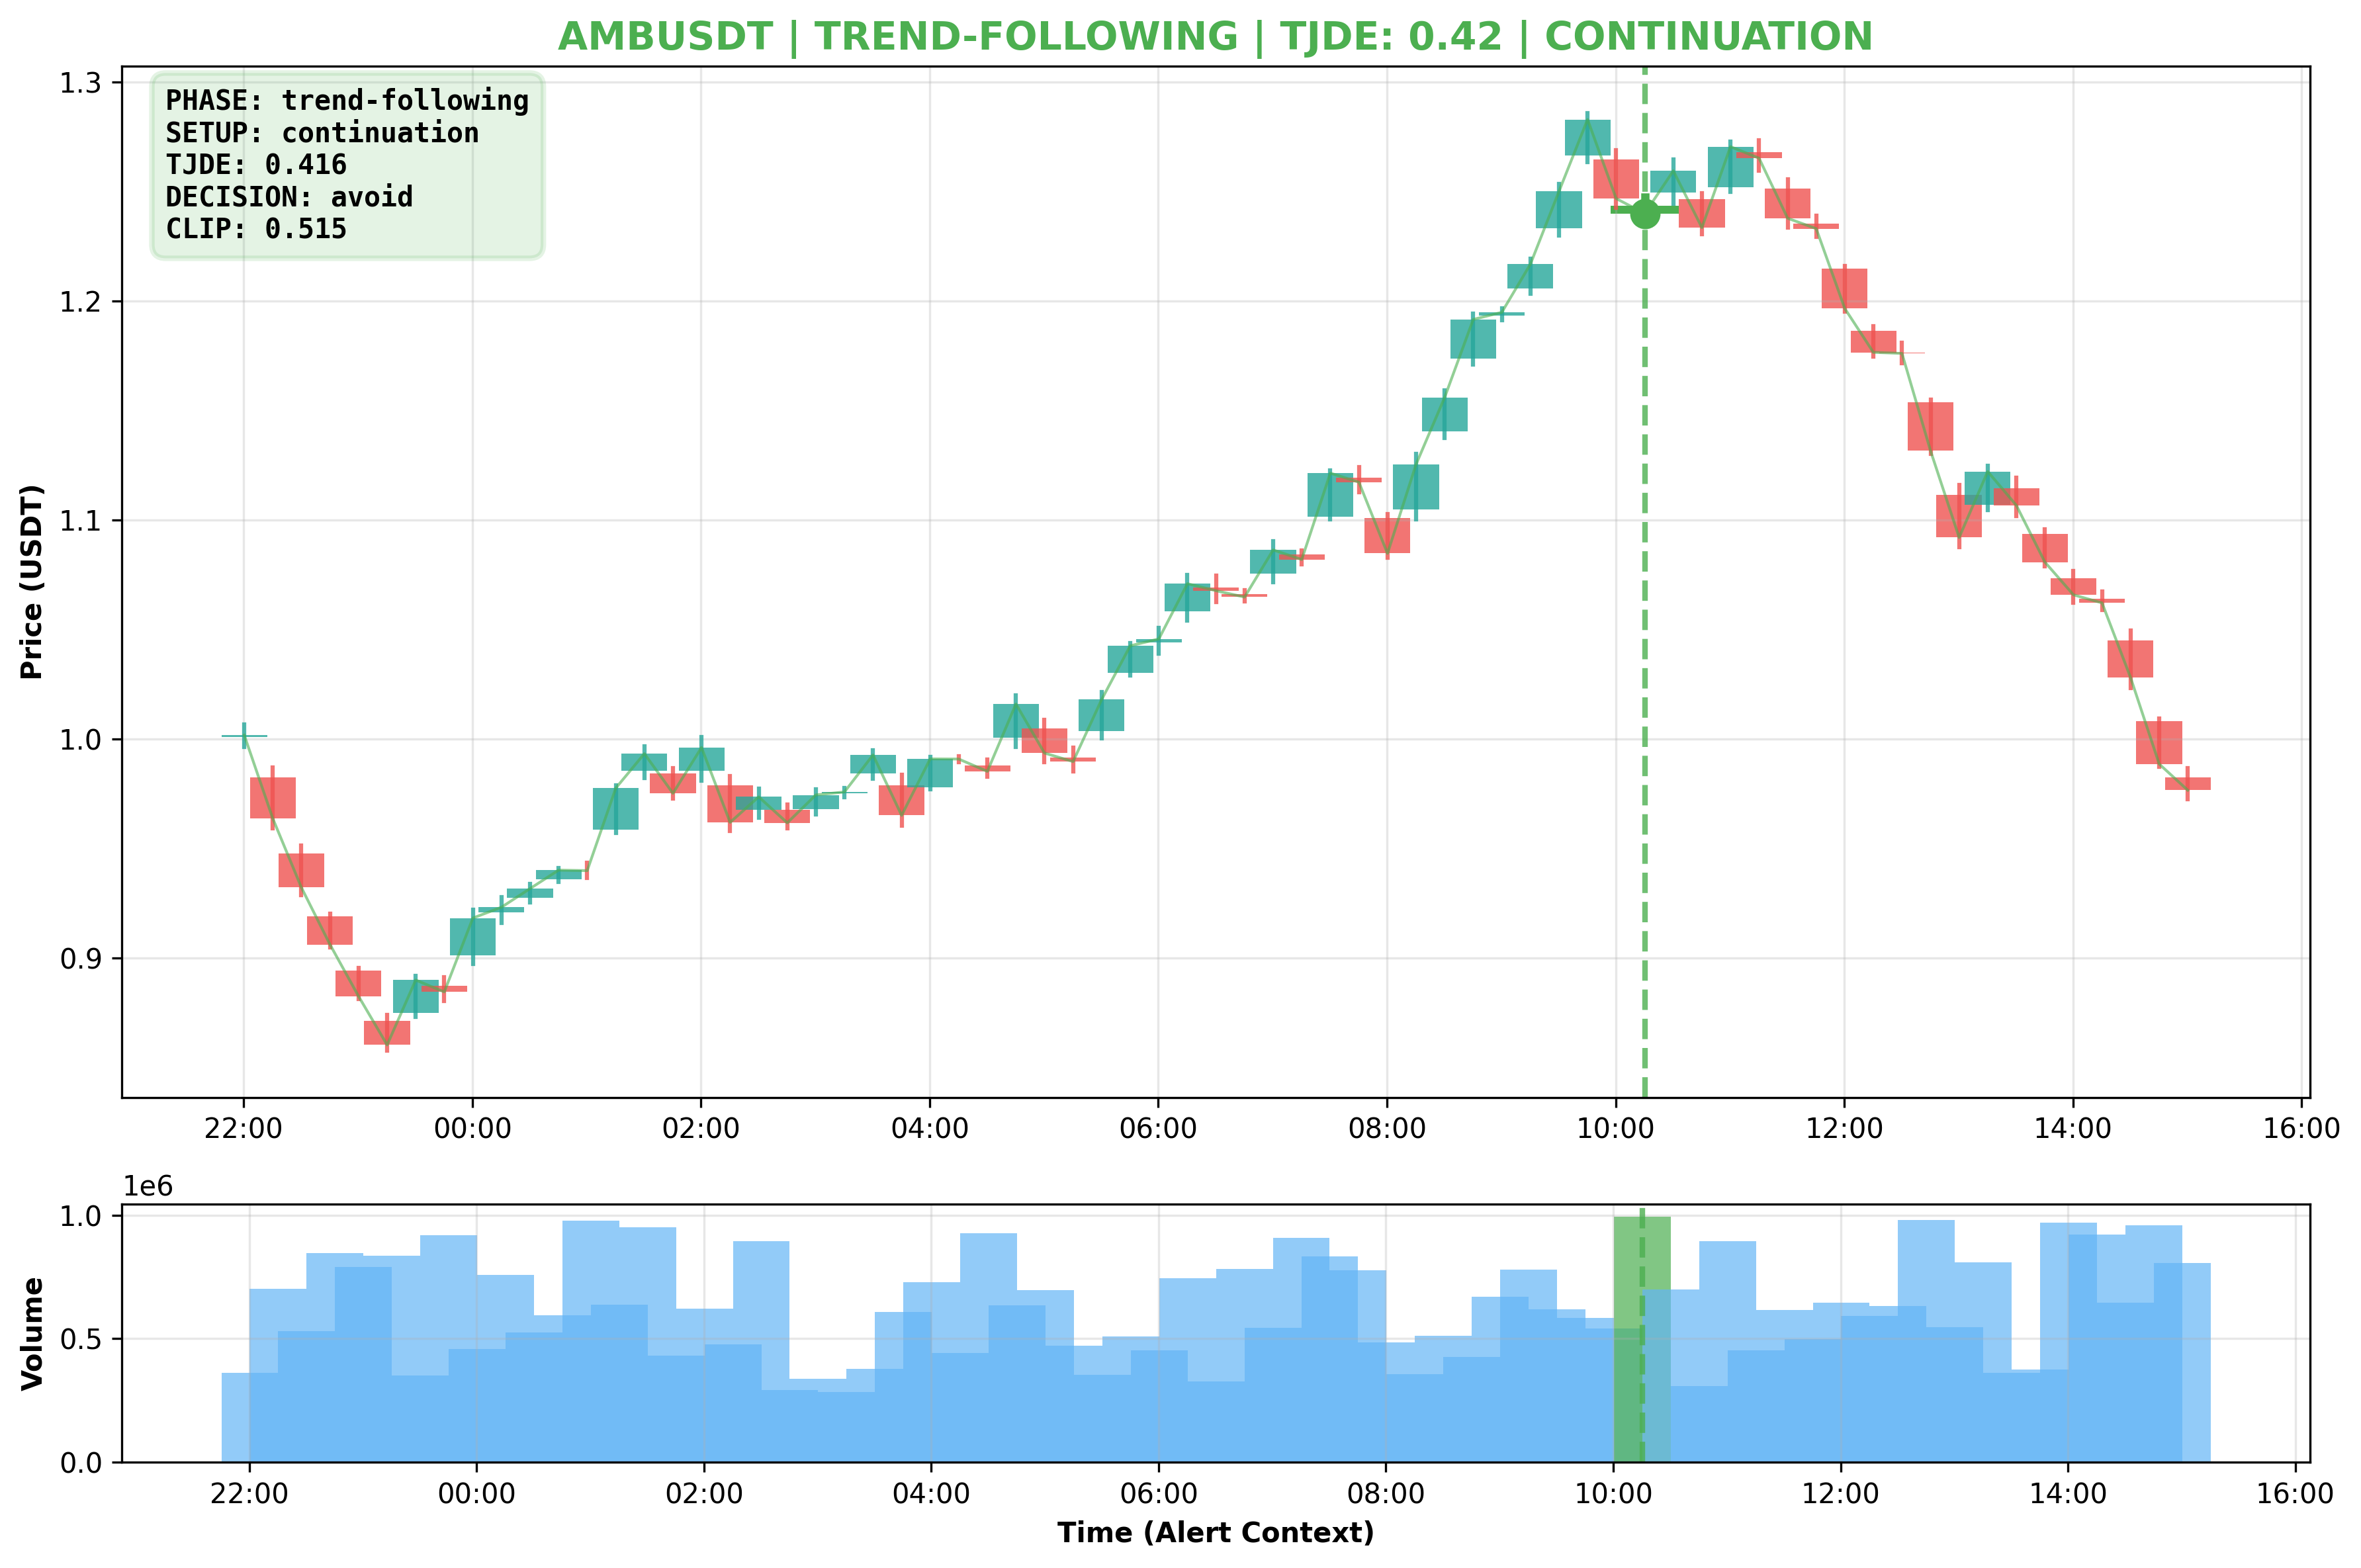 AMBUSDT | TREND-FOLLOWING | TJDE: 0.42 | CONTINUATION
PHASE: trend-following
SETUP: continuation
TJDE: 0.416
DECISION: avoid
CLIP: 0.515
Price (USDT)
1.3
1.2
1.1
1.0
0.9
22:00 00:00 02:00 04:00 06:00 08:00 10:00 12:00 14:00 16:00
1e6
Volume
1.0
0.5
0.0
22:00 00:00 02:00 04:00 06:00 08:00 10:00 12:00 14:00 16:00
Time (Alert Context)